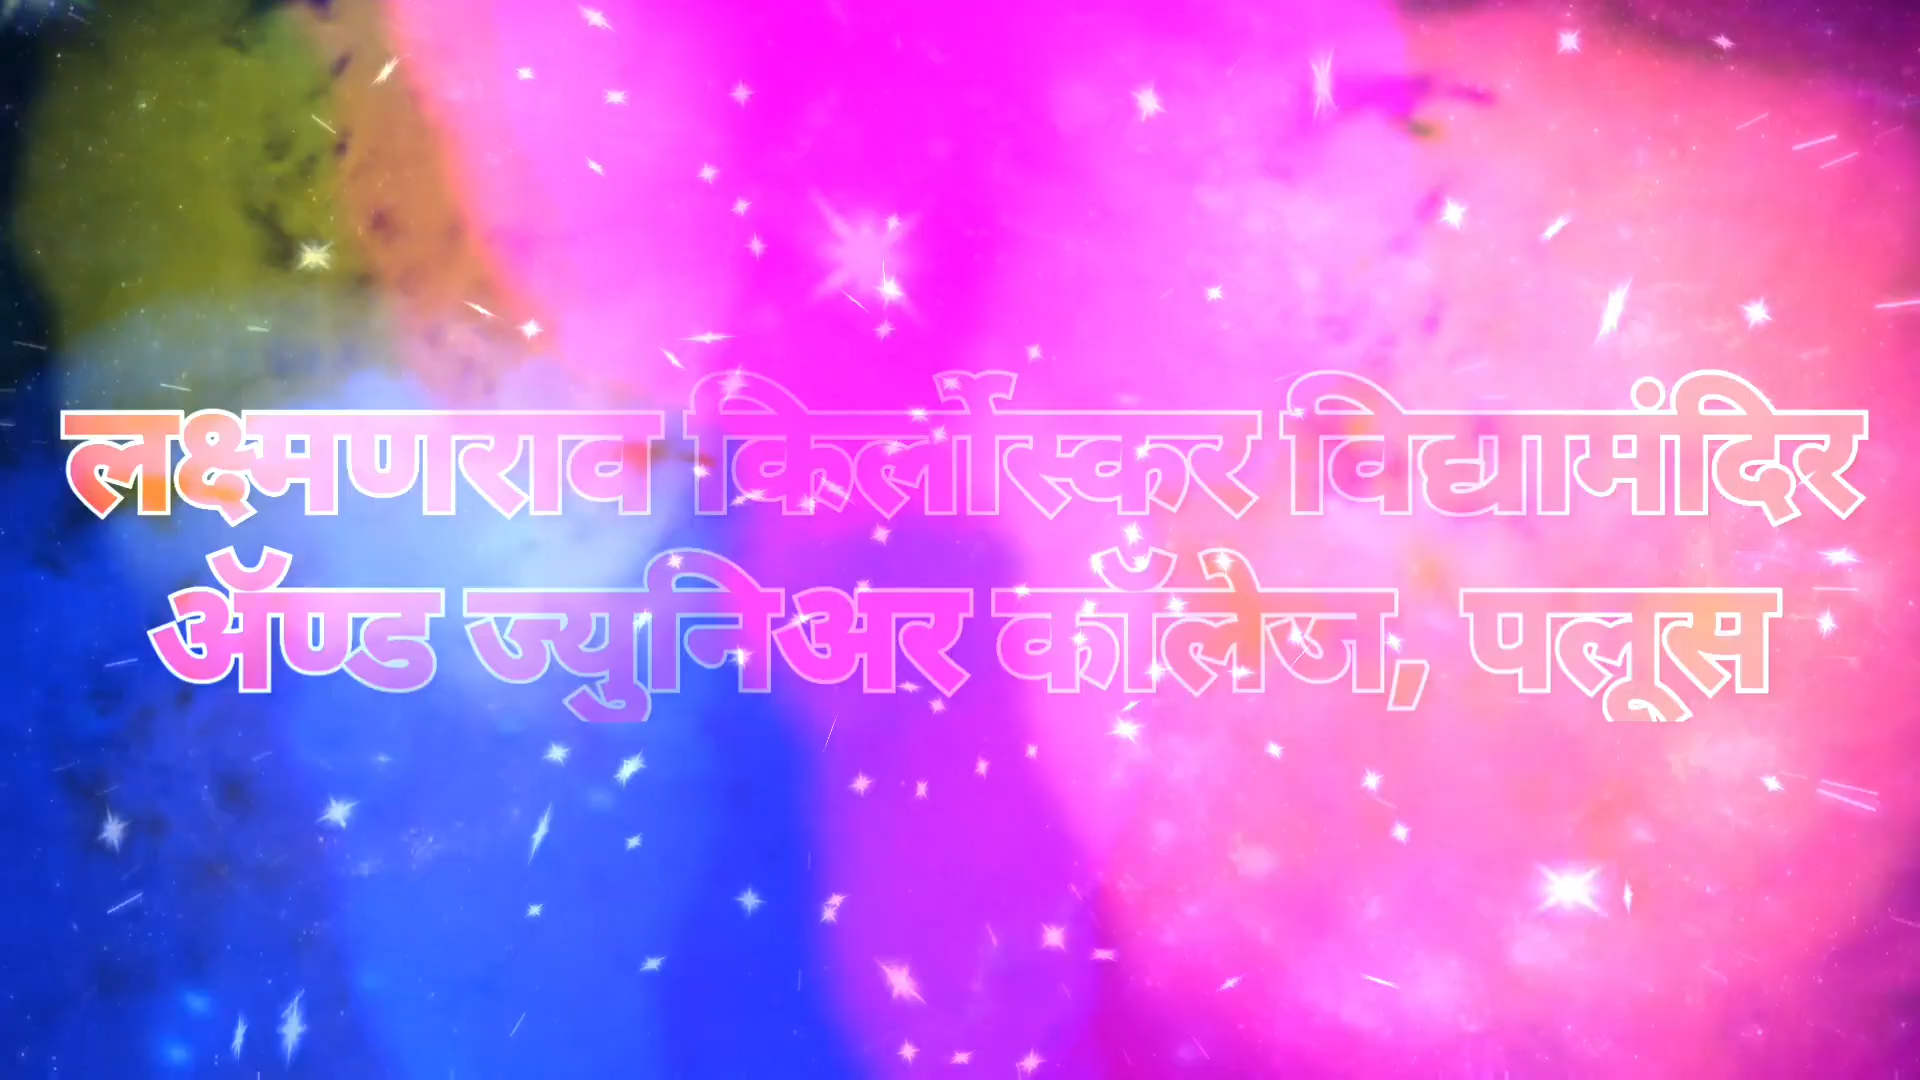 लक्ष्मणराव किर्लोस्कर विद्यामंदिर
ॲण्ड ज्युनिअर कॉलेज, पलूस